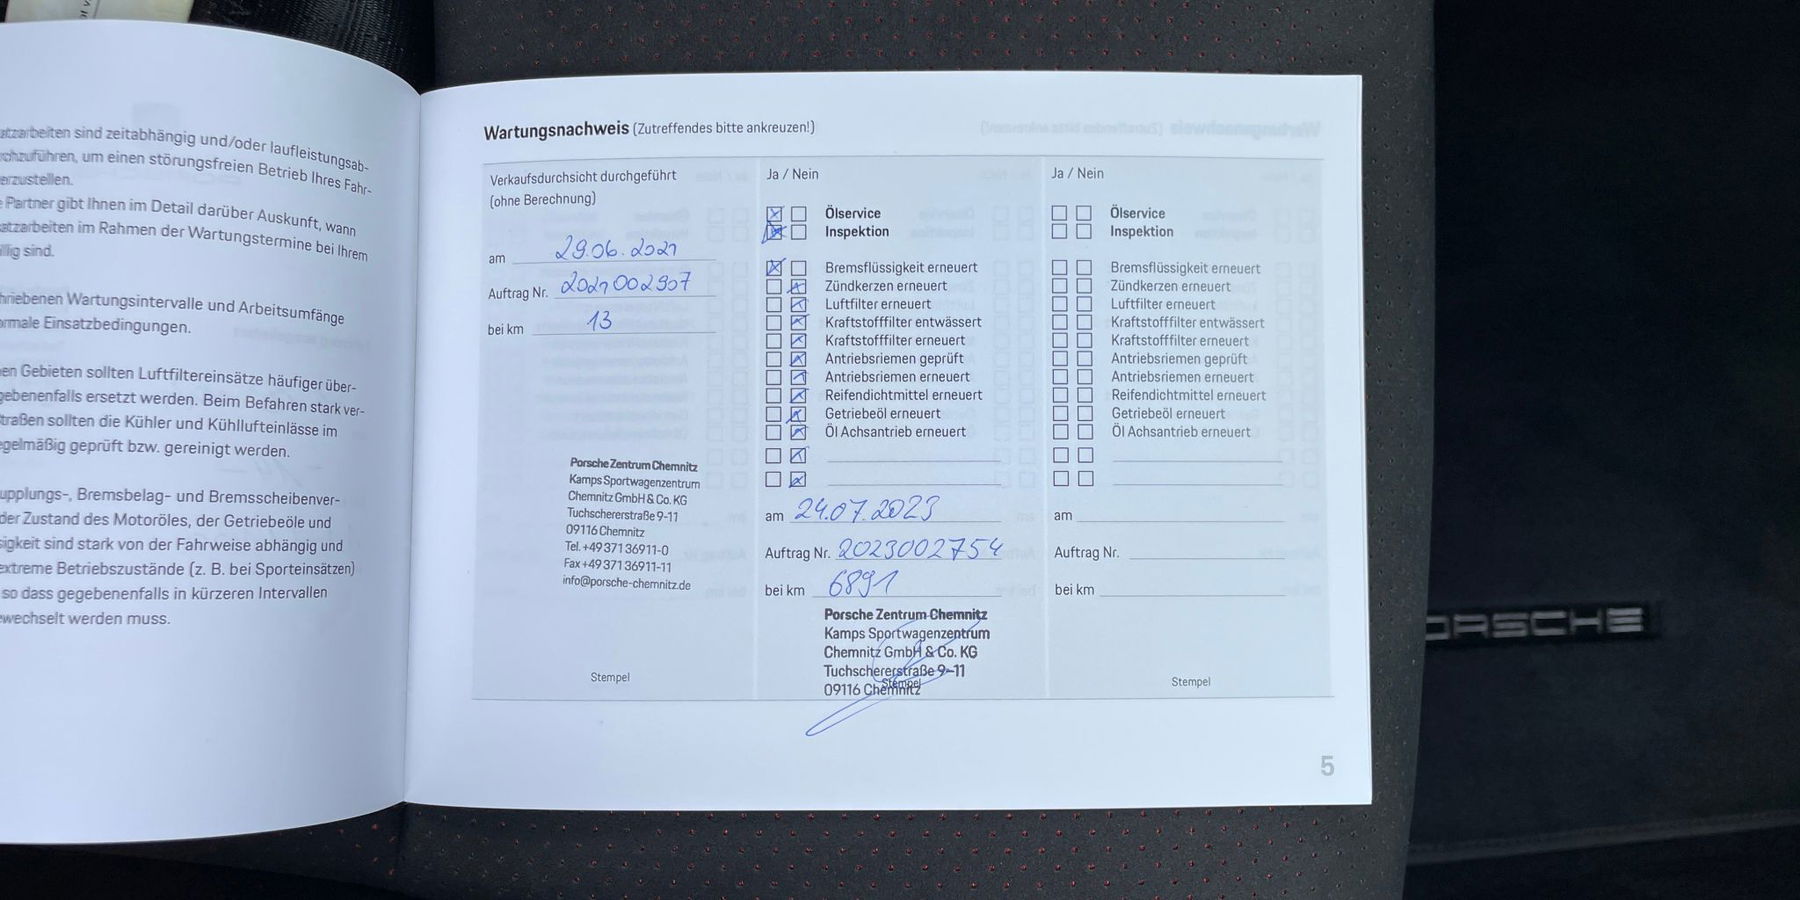 atzarbeiten sind zeitabhängig und/oder laufleistungsab-
chzuführen, um einen störungsfreien Betrieb Ihres Fahr-
erzustellen.
Partner gibt Ihnen im Detail darüber Auskunft, wann
atzarbeiten im Rahmen der Wartungstermine bei Ihrem
llig sind.
hriebenen Wartungsintervalle und Arbeitsumfänge
ormale Einsatzbedingungen.
en Gebieten sollten Luftfiltereinsätze häufiger über-
gebenenfalls ersetzt werden. Beim Befahren stark ver-
traßen sollten die Kühler und Kühllufteinlässe im
egelmäßig geprüft bzw. gereinigt werden.
upplungs-, Bremsbelag- und Bremsscheibenver-
der Zustand des Motoröles, der Getriebeöle und
sigkeit sind stark von der Fahrweise abhängig und
extreme Betriebszustände (z. B. bei Sporteinsätzen)
so dass gegebenenfalls in kürzeren Intervallen
ewechselt werden muss.
Wartungsnachweis (Zutreffendes bitte ankreuzen!)
Verkaufsdurchsicht durchgeführt
(ohne Berechnung)
am 29.06.2021
Auftrag Nr. 2021002907
bei km 13
Porsche Zentrum Chemnitz
Kamps Sportwagenzentrum
Chemnitz GmbH & Co. KG
Tuchschererstraße 9-11
09116 Chemnitz
Tel. +49 371 36911-0
Fax +49 371 36911-11
info@porsche-chemnitz.de
Stempel
Ja / Nein
Ölservice
Inspektion
Bremsflüssigkeit erneuert
Zündkerzen erneuert
Luftfilter erneuert
Kraftstofffilter entwässert
Kraftstofffilter erneuert
Antriebsriemen geprüft
Antriebsriemen erneuert
Reifendichtmittel erneuert
Getriebeöl erneuert
Öl Achsantrieb erneuert
am 24.07.2023
Auftrag Nr. 2023002754
bei km 6891
Porsche Zentrum Chemnitz
Kamps Sportwagenzentrum
Chemnitz GmbH & Co. KG
Tuchschererstraße 9-11
Stempel
09116 Chemnitz
Ja / Nein
Ölservice
Inspektion
Bremsflüssigkeit erneuert
Zündkerzen erneuert
Luftfilter erneuert
Kraftstofffilter entwässert
Kraftstofffilter erneuert
Antriebsriemen geprüft
Antriebsriemen erneuert
Reifendichtmittel erneuert
Getriebeöl erneuert
Öl Achsantrieb erneuert
am
Auftrag Nr.
bei km
Stempel
5
PORSCHE